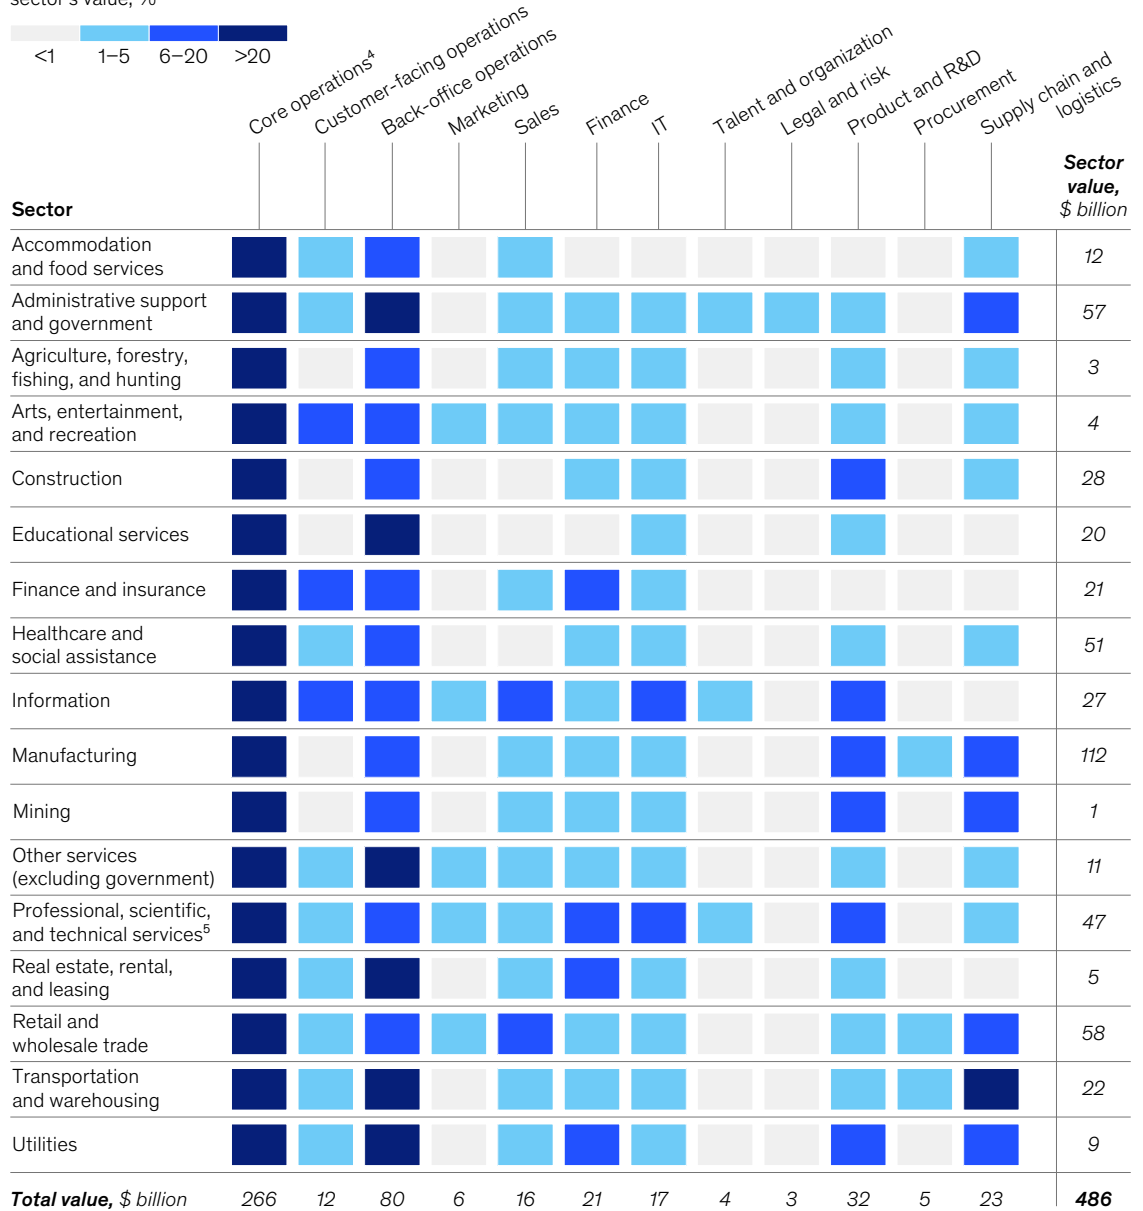 sector's value, %
<1 1–5 6–20 >20
Core operations⁴
Customer-facing operations
Back-office operations
Marketing
Sales
Finance
IT
Talent and organization
Legal and risk
Product and R&D
Procurement
Supply chain and
logistics
Sector
value,
$ billion
Sector
Accommodation
and food services
12
Administrative support
and government
57
Agriculture, forestry,
fishing, and hunting
3
Arts, entertainment,
and recreation
4
Construction
28
Educational services
20
Finance and insurance
21
Healthcare and
social assistance
51
Information
27
Manufacturing
112
Mining
1
Other services
(excluding government)
11
Professional, scientific,
and technical services⁵
47
Real estate, rental,
and leasing
5
Retail and
wholesale trade
58
Transportation
and warehousing
22
Utilities
9
Total value, $ billion 266 12 80 6 16 21 17 4 3 32 5 23 486